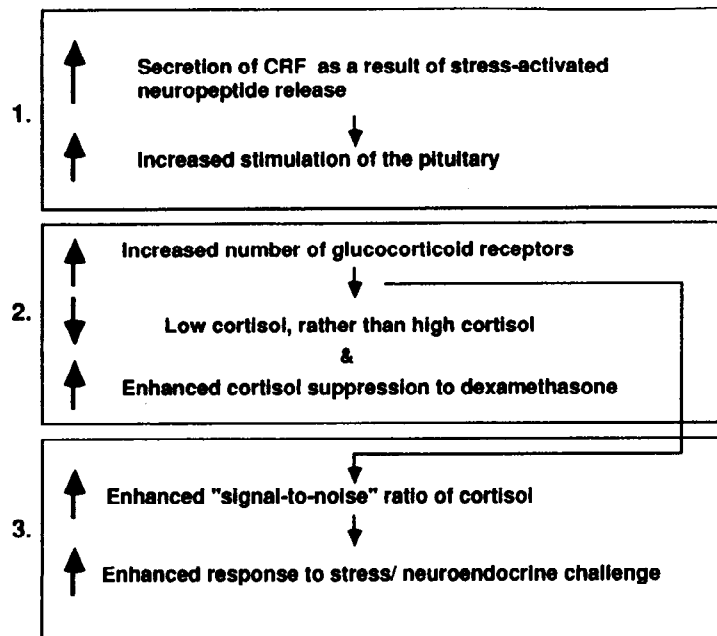 1.
Secretion of CRF as a result of stress-activated
neuropeptide release
Increased stimulation of the pituitary
2.
Increased number of glucocorticoid receptors
Low cortisol, rather than high cortisol
&
Enhanced cortisol suppression to dexamethasone
3.
Enhanced "signal-to-noise" ratio of cortisol
Enhanced response to stress/ neuroendocrine challenge